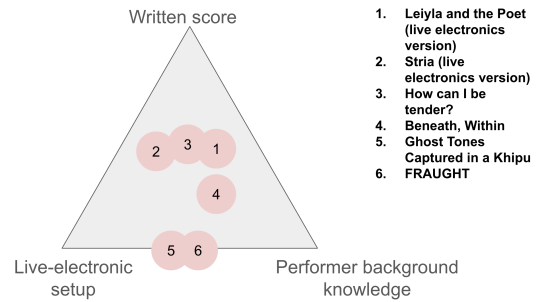 Written score
1. Leiyla and the Poet
(live electronics
version)
2. Stria (live
electronics version)
3. How can I be
tender?
4. Beneath, Within
5. Ghost Tones
Captured in a Khipu
6. FRAUGHT
2 3 1
4
5 6
Live-electronic
setup
Performer background
knowledge